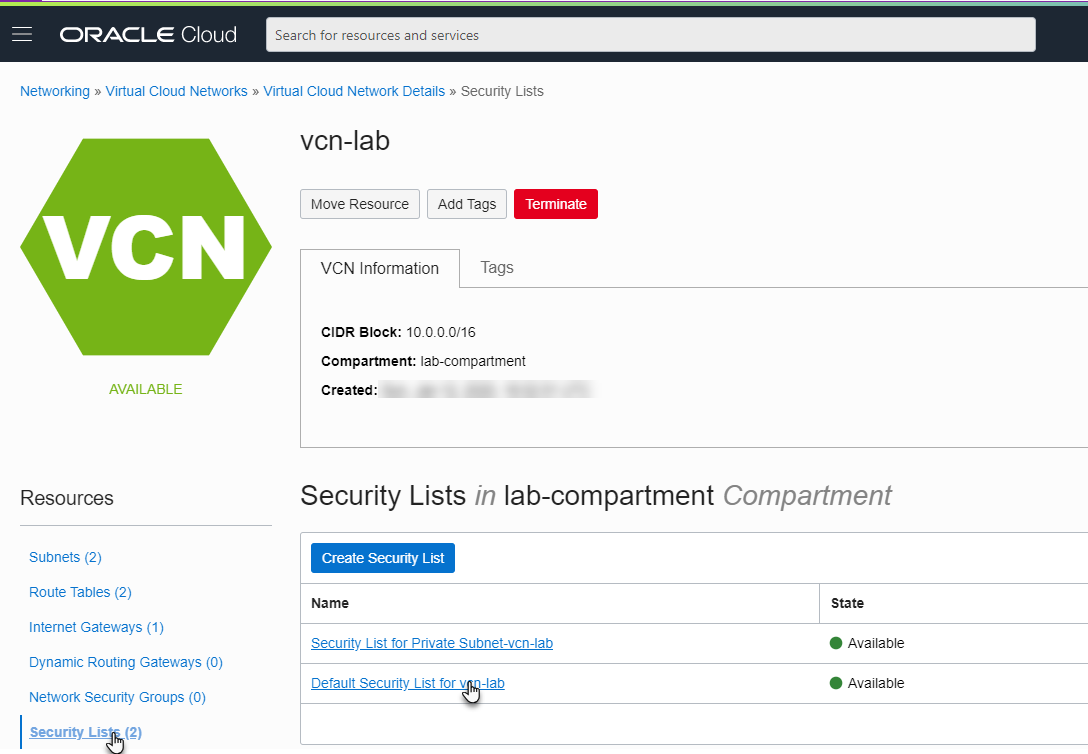 ORACLE Cloud
Search for resources and services
Networking » Virtual Cloud Networks » Virtual Cloud Network Details » Security Lists
VCN
AVAILABLE
vcn-lab
Move Resource Add Tags Terminate
VCN Information Tags
CIDR Block: 10.0.0.0/16
Compartment: lab-compartment
Created:
Resources
Subnets (2)
Route Tables (2)
Internet Gateways (1)
Dynamic Routing Gateways (0)
Network Security Groups (0)
Security Lists (2)
Security Lists in lab-compartment Compartment
Create Security List
Name State
Security List for Private Subnet-vcn-lab Available
Default Security List for vcn-lab Available